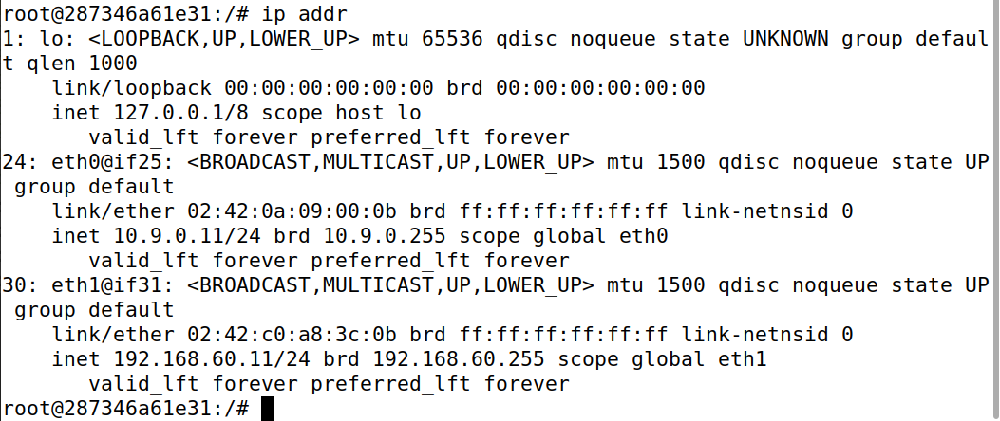 root@287346a61e31:/# ip addr
1: lo: <LOOPBACK,UP,LOWER_UP> mtu 65536 qdisc noqueue state UNKNOWN group defaul
t qlen 1000
    link/loopback 00:00:00:00:00:00 brd 00:00:00:00:00:00
    inet 127.0.0.1/8 scope host lo
       valid_lft forever preferred_lft forever
24: eth0@if25: <BROADCAST,MULTICAST,UP,LOWER_UP> mtu 1500 qdisc noqueue state UP
 group default
    link/ether 02:42:0a:09:00:0b brd ff:ff:ff:ff:ff:ff link-netnsid 0
    inet 10.9.0.11/24 brd 10.9.0.255 scope global eth0
       valid_lft forever preferred_lft forever
30: eth1@if31: <BROADCAST,MULTICAST,UP,LOWER_UP> mtu 1500 qdisc noqueue state UP
 group default
    link/ether 02:42:c0:a8:3c:0b brd ff:ff:ff:ff:ff:ff link-netnsid 0
    inet 192.168.60.11/24 brd 192.168.60.255 scope global eth1
       valid_lft forever preferred_lft forever
root@287346a61e31:/#